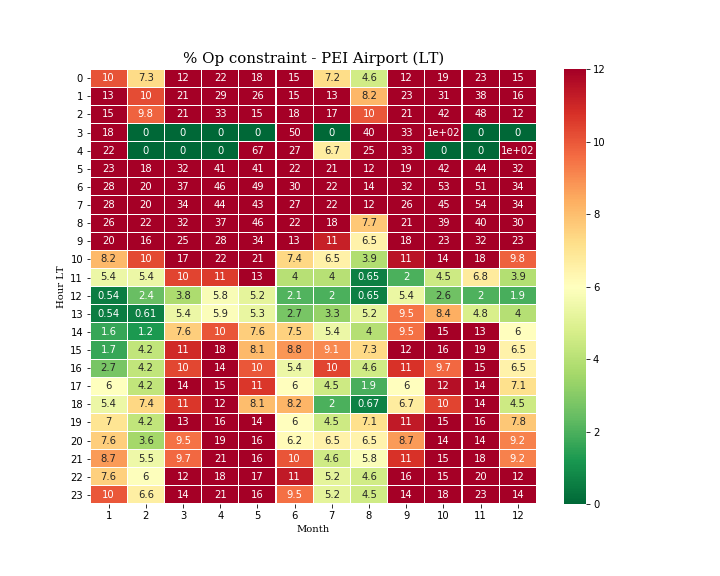 % Op constraint - PEI Airport (LT)
0 10 7.3 12 22 18 15 7.2 4.6 12 19 23 15
1 13 10 21 29 26 15 13 8.2 23 31 38 16
2 15 9.8 21 33 15 18 17 10 21 42 48 12
3 18 0 0 0 0 50 0 40 33 1e+02 0 0
4 22 0 0 0 67 27 6.7 25 33 0 0 1e+02
5 23 18 32 41 41 22 21 12 19 42 44 32
6 28 20 37 46 49 30 22 14 32 53 51 34
7 28 20 34 44 43 27 22 12 26 45 54 34
8 26 22 32 37 46 22 18 7.7 21 39 40 30
9 20 16 25 28 34 13 11 6.5 18 23 32 23
10 8.2 10 17 22 21 7.4 6.5 3.9 11 14 18 9.8
11 5.4 5.4 10 11 13 4 4 0.65 2 4.5 6.8 3.9
12 0.54 2.4 3.8 5.8 5.2 2.1 2 0.65 5.4 2.6 2 1.9
13 0.54 0.61 5.4 5.9 5.3 2.7 3.3 5.2 9.5 8.4 4.8 4
14 1.6 1.2 7.6 10 7.6 7.5 5.4 4 9.5 15 13 6
15 1.7 4.2 11 18 8.1 8.8 9.1 7.3 12 16 19 6.5
16 2.7 4.2 10 14 10 5.4 10 4.6 11 9.7 15 6.5
17 6 4.2 14 15 11 6 4.5 1.9 6 12 14 7.1
18 5.4 7.4 11 12 8.1 8.2 2 0.67 6.7 10 14 4.5
19 7 4.2 13 16 14 6 4.5 7.1 11 15 16 7.8
20 7.6 3.6 9.5 19 16 6.2 6.5 6.5 8.7 14 14 9.2
21 8.7 5.5 9.7 21 16 10 4.6 5.8 11 15 18 9.2
22 7.6 6 12 18 17 11 5.2 4.6 16 15 20 12
23 10 6.6 14 21 16 9.5 5.2 4.5 14 18 23 14
1 2 3 4 5 6 7 8 9 10 11 12
Month
Hour LT
12
10
8
6
4
2
0